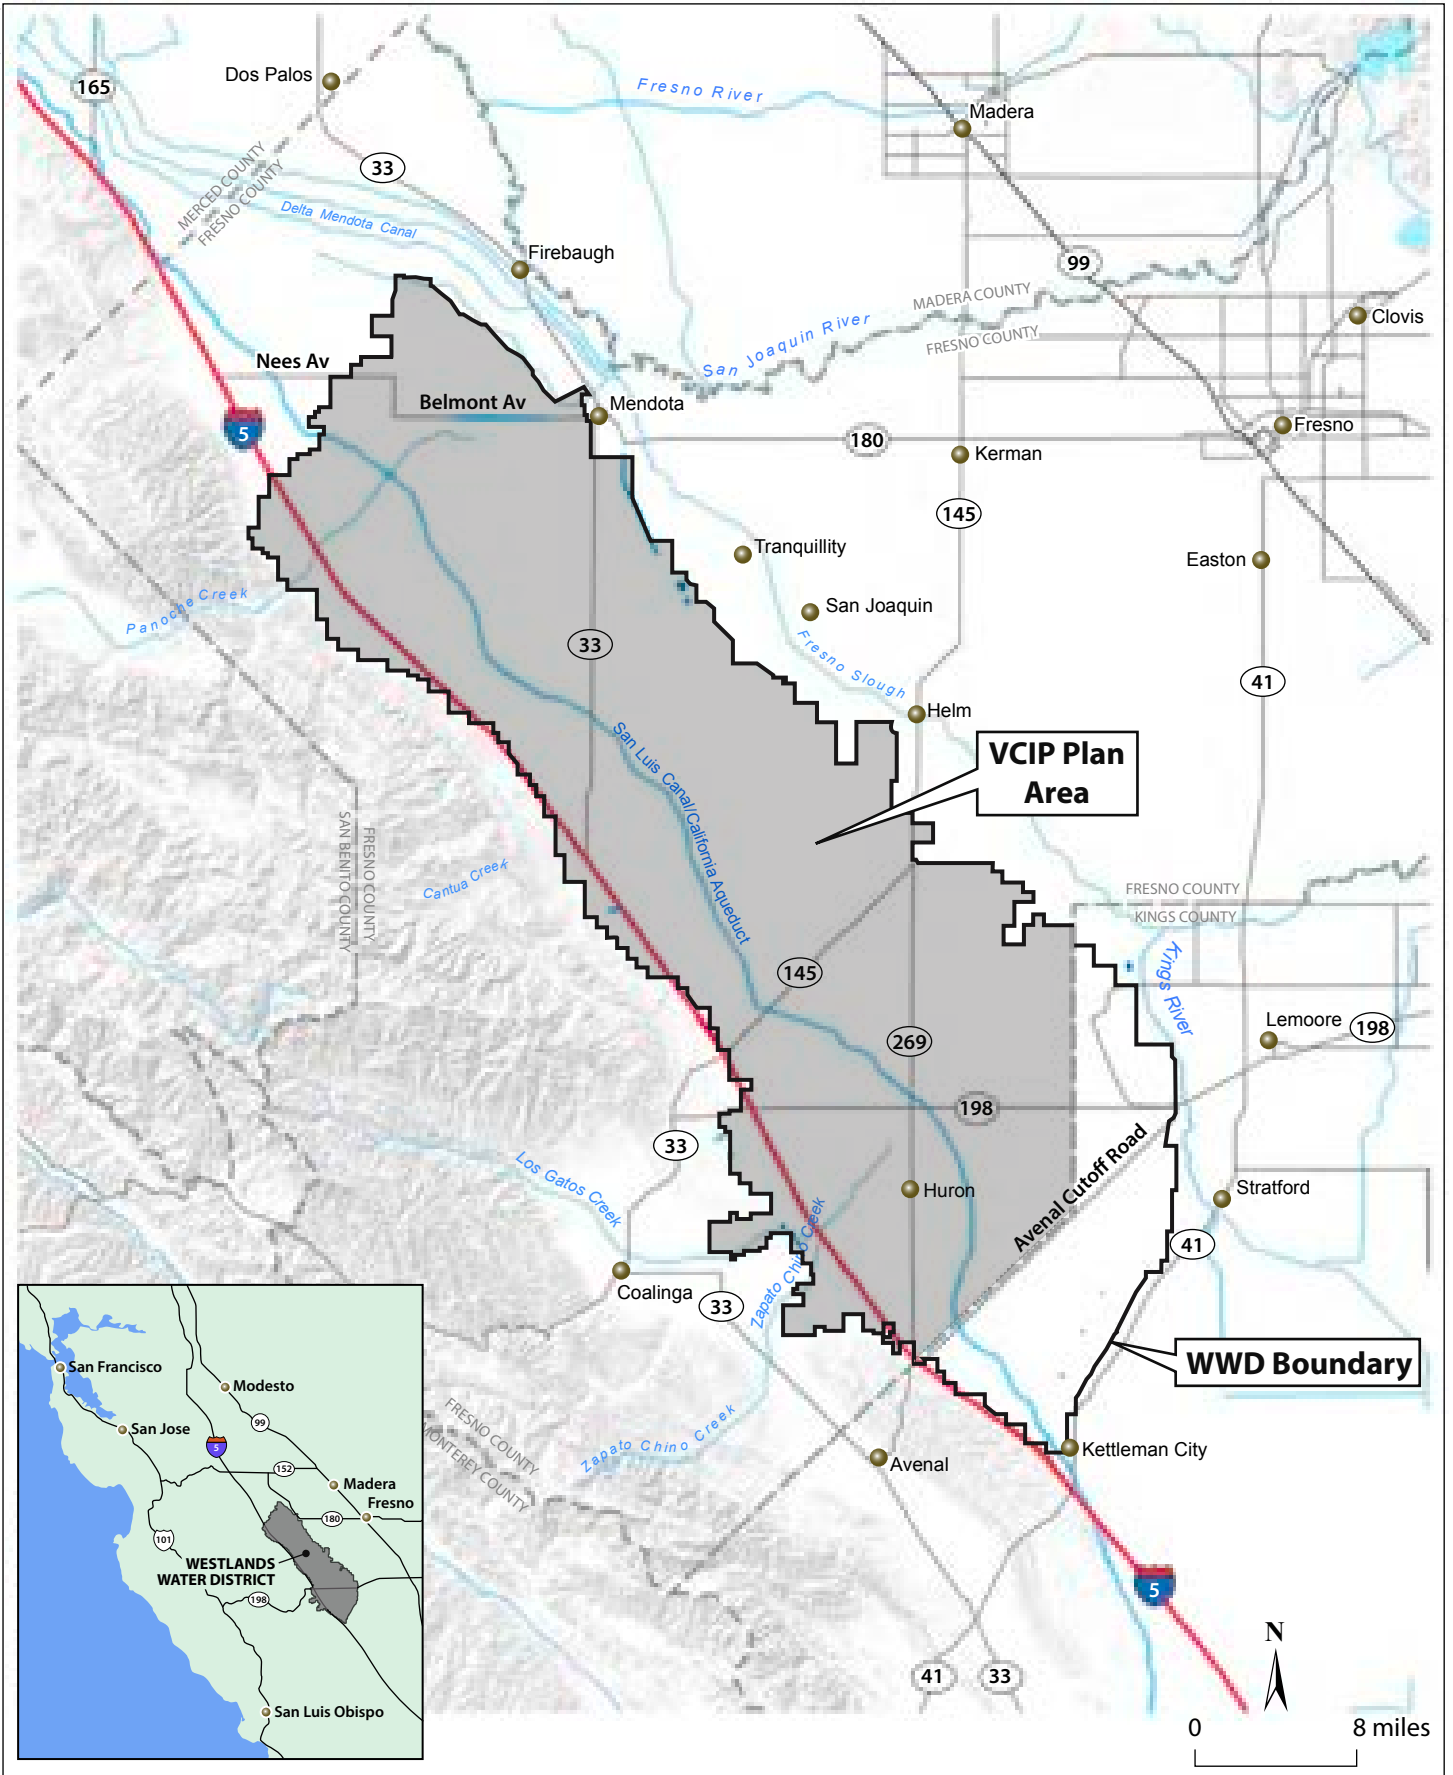 165
Dos Palos
Fresno River
Madera
33
MERCED COUNTY
FRESNO COUNTY
Delta Mendota Canal
Firebaugh
99
MADERA COUNTY
FRESNO COUNTY
San Joaquin River
Clovis
Nees Av
Belmont Av
Mendota
5
180
Fresno
Kerman
145
Tranquillity
Easton
Panoche Creek
San Joaquin
33
Fresno Slough
41
Helm
San Luis Canal/California Aqueduct
VCIP Plan
Area
FRESNO COUNTY
SAN BENITO COUNTY
Cantua Creek
FRESNO COUNTY
KINGS COUNTY
Kings River
145
Lemoore
198
269
198
33
Los Gatos Creek
Avenal Cutoff Road
Huron
Stratford
Zapato Chino Creek
41
Coalinga
33
WWD Boundary
FRESNO COUNTY
MONTEREY COUNTY
Zapato Chino Creek
Kettleman City
Avenal
5
41
33
N
0
8 miles
San Francisco
Modesto
99
San Jose
5
152
Madera
Fresno
180
101
WESTLANDS
WATER DISTRICT
198
San Luis Obispo